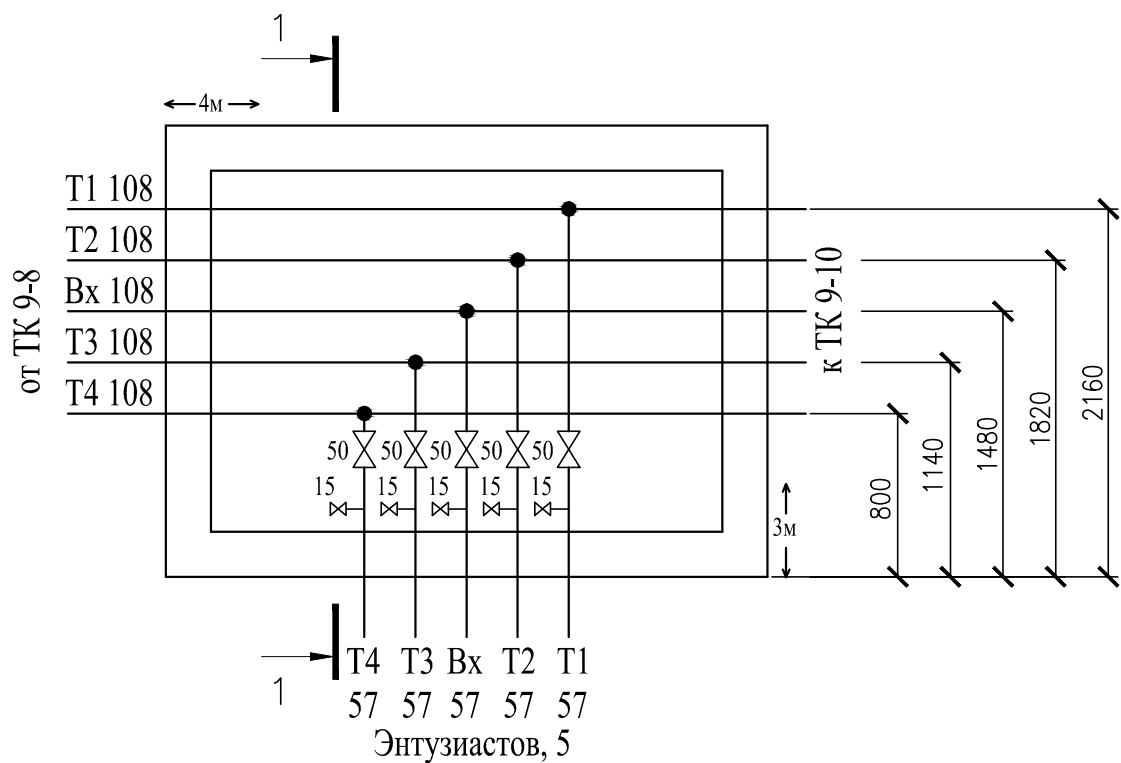 1
4м
Т1 108
Т2 108
Вх 108
Т3 108
Т4 108
от ТК 9-8
к ТК 9-10
50 50 50 50 50
15 15 15 15 15
3м
800
1140
1480
1820
2160
1
Т4 Т3 Вх Т2 Т1
57 57 57 57 57
Энтузиастов, 5